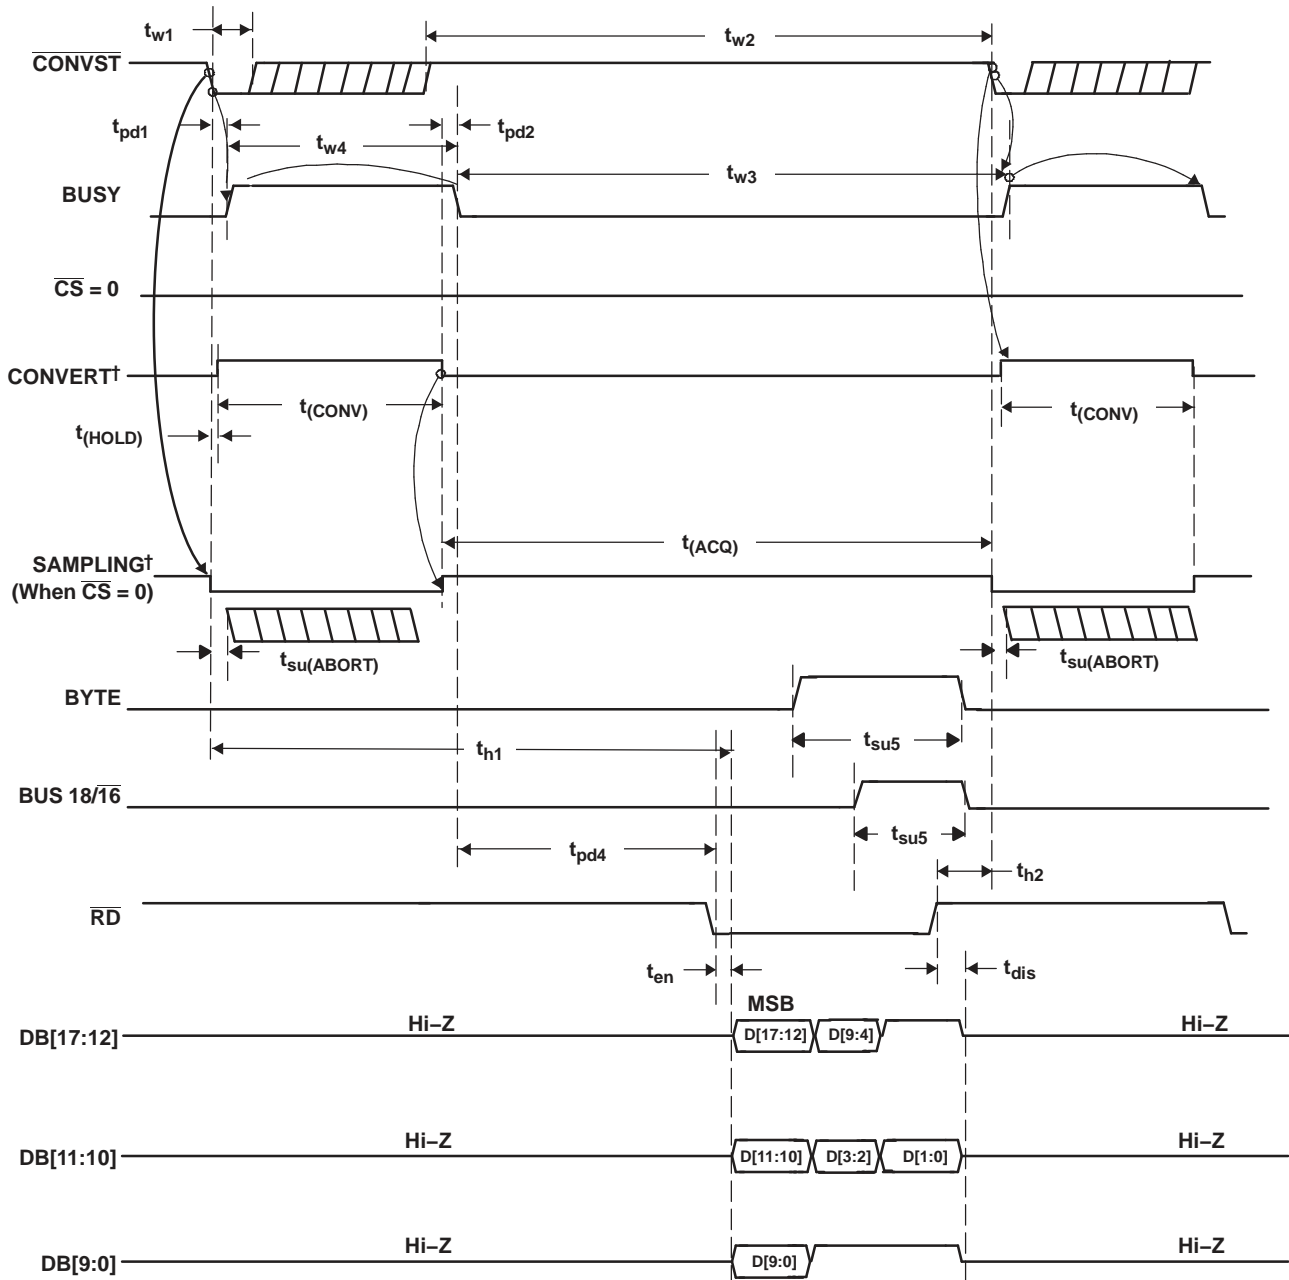 tw1
tw2
CONVST
tpd1
tw4
tpd2
tw3
BUSY
CS = 0
CONVERT†
t(CONV)
t(CONV)
t(HOLD)
t(ACQ)
SAMPLING†
(When CS = 0)
tsu(ABORT)
tsu(ABORT)
BYTE
tsu5
th1
BUS 18/16
tsu5
tpd4
th2
RD
ten
tdis
MSB
DB[17:12]
Hi–Z
D[17:12]
D[9:4]
Hi–Z
DB[11:10]
Hi–Z
D[11:10]
D[3:2]
D[1:0]
Hi–Z
DB[9:0]
Hi–Z
D[9:0]
Hi–Z